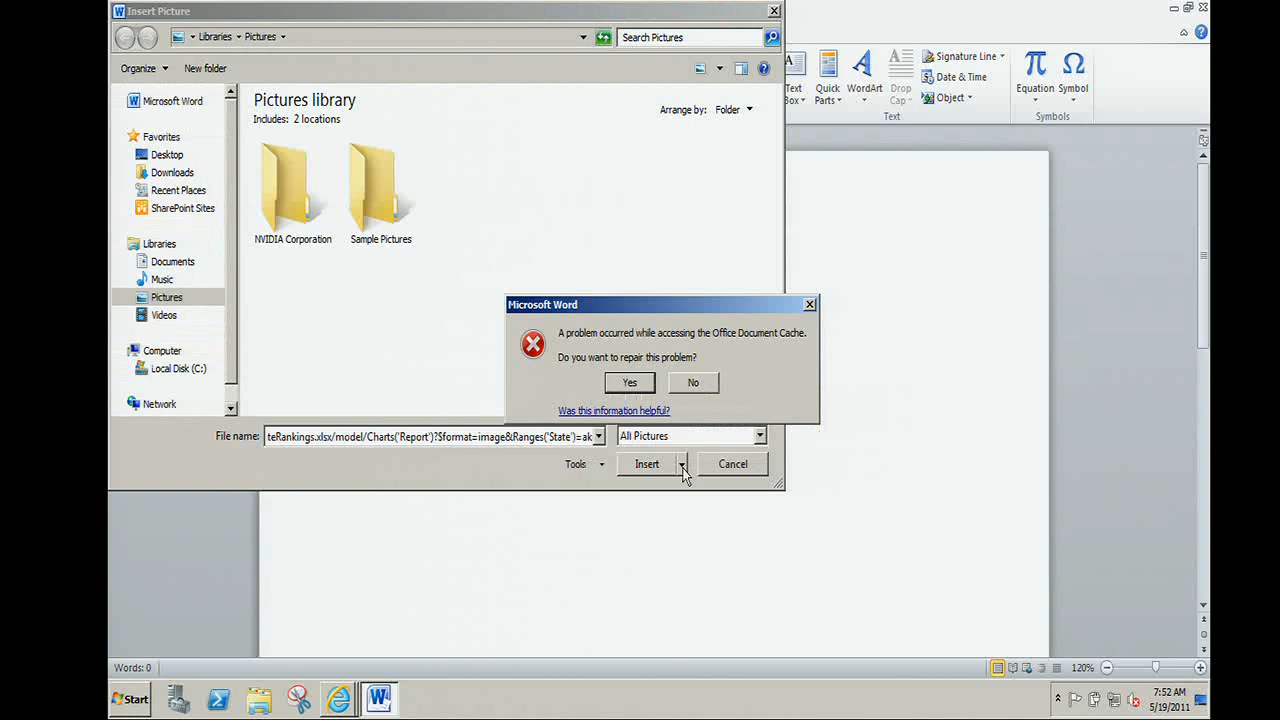 Insert Picture
Libraries
Pictures
Search Pictures
Organize
New folder
Microsoft Word
Favorites
Desktop
Downloads
Recent Places
SharePoint Sites
Libraries
Documents
Music
Pictures
Videos
Computer
Local Disk (C:)
Network
Pictures library
Includes: 2 locations
Arrange by: Folder
NVIDIA Corporation
Sample Pictures
Microsoft Word
A problem occurred while accessing the Office Document Cache.
Do you want to repair this problem?
Yes
No
Was this information helpful?
File name:
teRankings.xlsx/model/Charts('Report')?$format=image&Ranges('State')=ak
All Pictures
Tools
Insert
Cancel
Text Box
Quick Parts
WordArt
Drop Cap
Signature Line
Date & Time
Object
Text
Equation
Symbol
Symbols
Words: 0
120%
Start
7:52 AM
5/19/2011